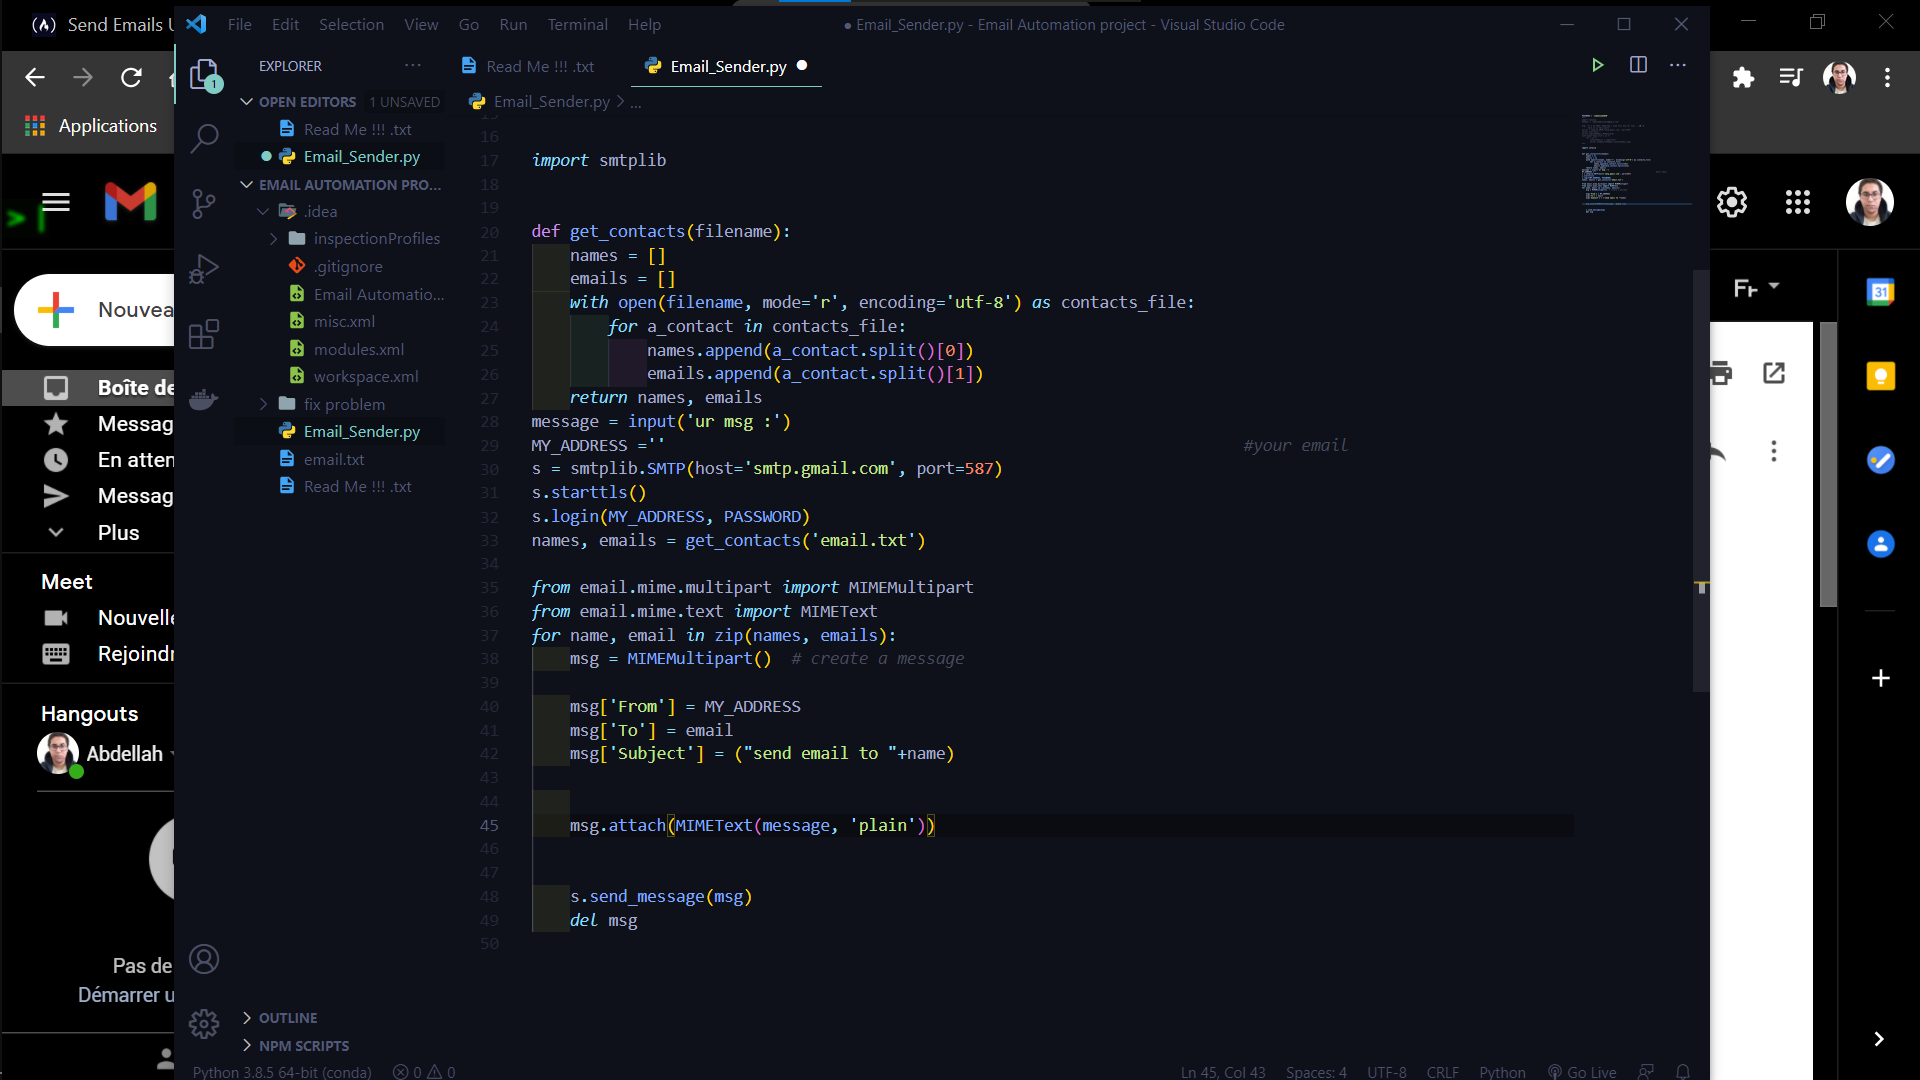 Send Emails U
File Edit Selection View Go Run Terminal Help
● Email_Sender.py - Email Automation project - Visual Studio Code
Applications
Nouvea
Boîte de
Messag
En atten
Messag
Plus
Meet
Nouvelle
Rejoindr
Hangouts
Abdellah
Pas de
Démarrer u
1
EXPLORER
OPEN EDITORS 1 UNSAVED
Read Me !!! .txt
Email_Sender.py
EMAIL AUTOMATION PRO...
.idea
inspectionProfiles
.gitignore
Email Automatio...
misc.xml
modules.xml
workspace.xml
fix problem
Email_Sender.py
email.txt
Read Me !!! .txt
OUTLINE
NPM SCRIPTS
Read Me !!! .txt
Email_Sender.py
Email_Sender.py > ...
15
16
17 import smtplib
18
19
20 def get_contacts(filename):
21 names = []
22 emails = []
23 with open(filename, mode='r', encoding='utf-8') as contacts_file:
24 for a_contact in contacts_file:
25 names.append(a_contact.split()[0])
26 emails.append(a_contact.split()[1])
27 return names, emails
28 message = input('ur msg :')
29 MY_ADDRESS ='' #your email
30 s = smtplib.SMTP(host='smtp.gmail.com', port=587)
31 s.starttls()
32 s.login(MY_ADDRESS, PASSWORD)
33 names, emails = get_contacts('email.txt')
34
35 from email.mime.multipart import MIMEMultipart
36 from email.mime.text import MIMEText
37 for name, email in zip(names, emails):
38 msg = MIMEMultipart() # create a message
39
40 msg['From'] = MY_ADDRESS
41 msg['To'] = email
42 msg['Subject'] = ("send email to "+name)
43
44
45 msg.attach(MIMEText(message, 'plain'))
46
47
48 s.send_message(msg)
49 del msg
50
Fr
31
Python 3.8.5 64-bit (conda) 0 0 Ln 45, Col 43 Spaces: 4 UTF-8 CRLF Python Go Live